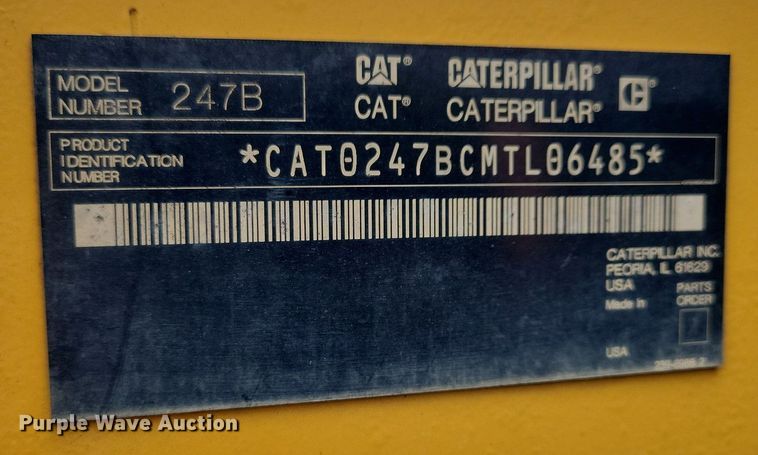 MODEL
NUMBER 247B
CAT® CATERPILLAR®
CAT® CATERPILLAR®
PRODUCT
IDENTIFICATION
NUMBER
*CAT0247BCMTL06485*
CATERPILLAR INC.
PEORIA, IL 61629
USA
PARTS
Made in ORDER
USA
Purple Wave Auction